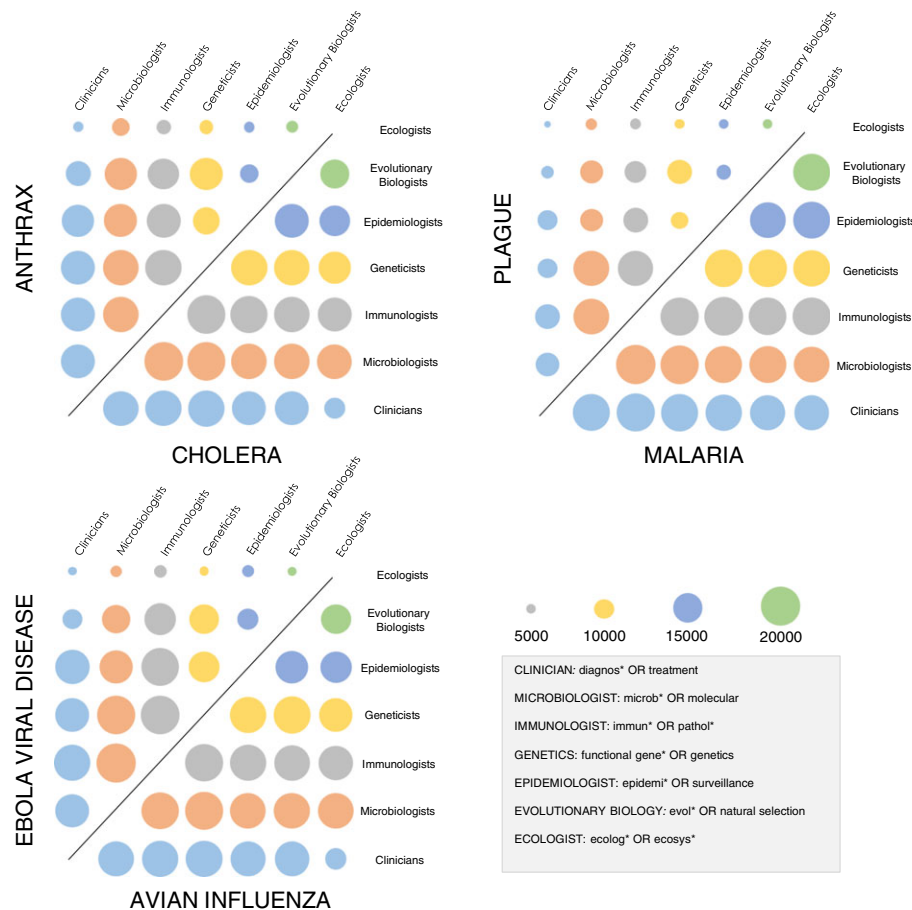 Clinicians
Microbiologists
Immunologists
Geneticists
Epidemiologists
Evolutionary Biologists
Ecologists
Ecologists
Evolutionary
Biologists
Epidemiologists
Geneticists
Immunologists
Microbiologists
Clinicians
ANTHRAX
CHOLERA
Clinicians
Microbiologists
Immunologists
Geneticists
Epidemiologists
Evolutionary Biologists
Ecologists
Ecologists
Evolutionary
Biologists
Epidemiologists
Geneticists
Immunologists
Microbiologists
Clinicians
PLAGUE
MALARIA
Clinicians
Microbiologists
Immunologists
Geneticists
Epidemiologists
Evolutionary Biologists
Ecologists
Ecologists
Evolutionary
Biologists
Epidemiologists
Geneticists
Immunologists
Microbiologists
Clinicians
EBOLA VIRAL DISEASE
AVIAN INFLUENZA
5000 10000 15000 20000
CLINICIAN: diagnos* OR treatment
MICROBIOLOGIST: microb* OR molecular
IMMUNOLOGIST: immun* OR pathol*
GENETICS: functional gene* OR genetics
EPIDEMIOLOGIST: epidemi* OR surveillance
EVOLUTIONARY BIOLOGY: evol* OR natural selection
ECOLOGIST: ecolog* OR ecosys*